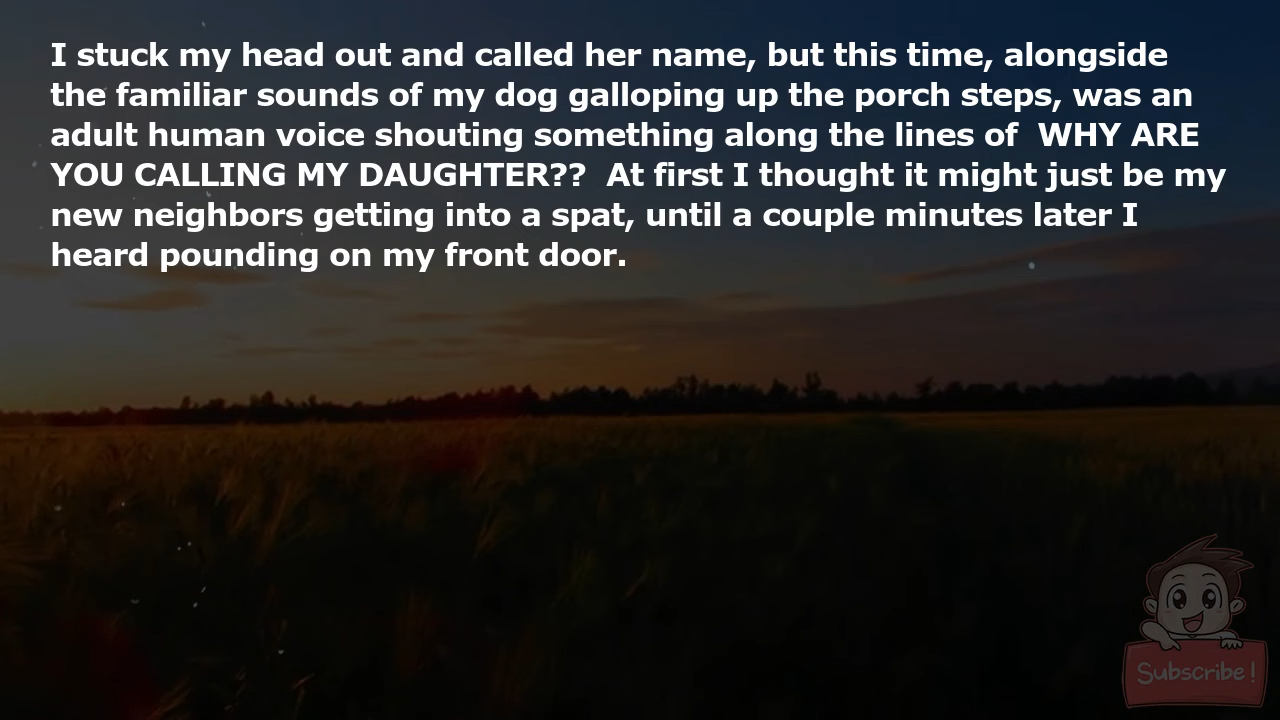 I stuck my head out and called her name, but this time, alongside
the familiar sounds of my dog galloping up the porch steps, was an
adult human voice shouting something along the lines of  WHY ARE
YOU CALLING MY DAUGHTER??  At first I thought it might just be my
new neighbors getting into a spat, until a couple minutes later I
heard pounding on my front door.
Subscribe!